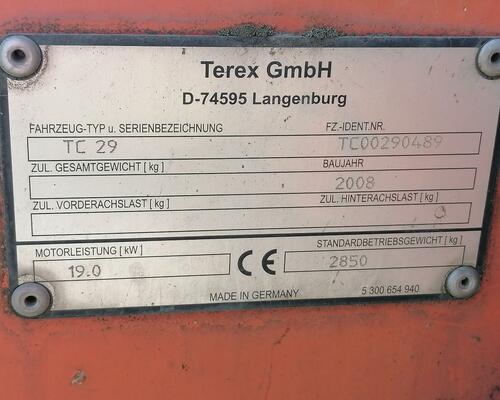 Terex GmbH
D-74595 Langenburg
FAHRZEUG-TYP u. SERIENBEZEICHNUNG FZ.-IDENT.NR.
TC 29 TC00290489
ZUL. GESAMTGEWICHT [ kg ] BAUJAHR
2008
ZUL. VORDERACHSLAST [ kg ] ZUL. HINTERACHSLAST [ kg ]
MOTORLEISTUNG [ kW ] STANDARDBETRIEBSGEWICHT [ kg ]
19.0 CE 2850
MADE IN GERMANY 5 300 654 940